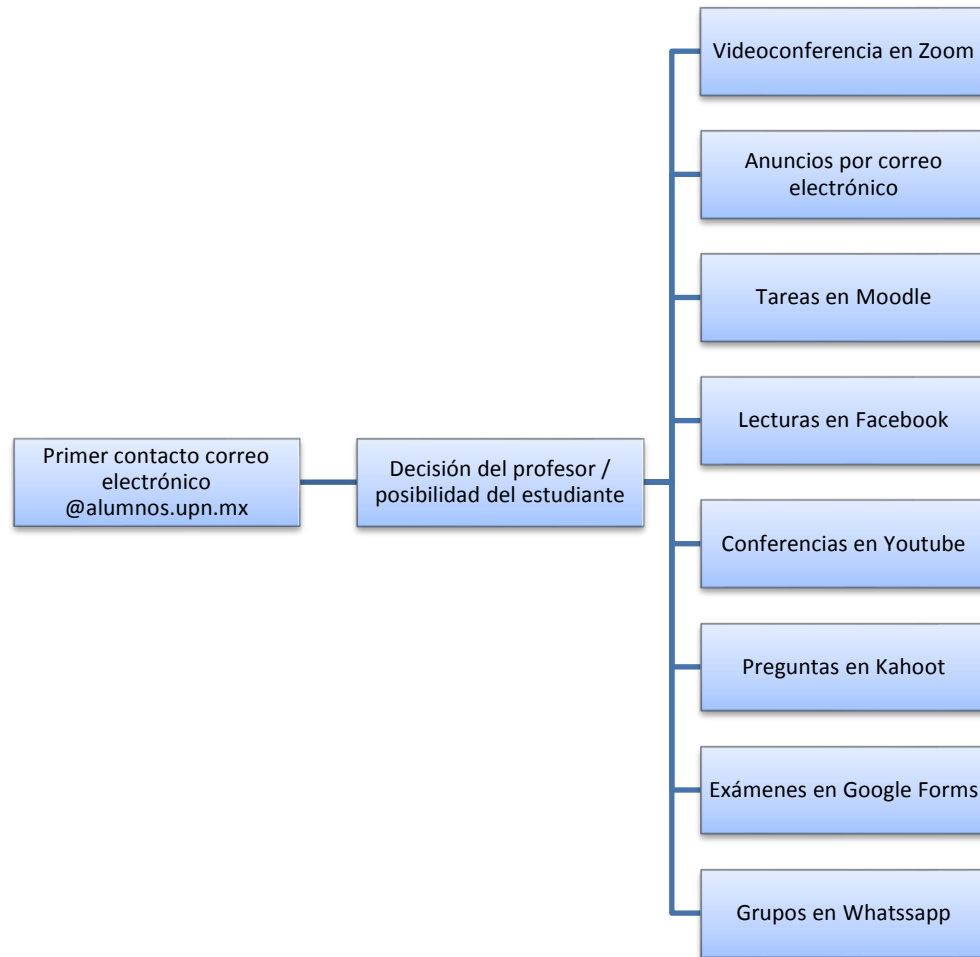 Primer contacto correo
electrónico
@alumnos.upn.mx
Decisión del profesor /
posibilidad del estudiante
Videoconferencia en Zoom
Anuncios por correo
electrónico
Tareas en Moodle
Lecturas en Facebook
Conferencias en Youtube
Preguntas en Kahoot
Exámenes en Google Forms
Grupos en Whatssapp